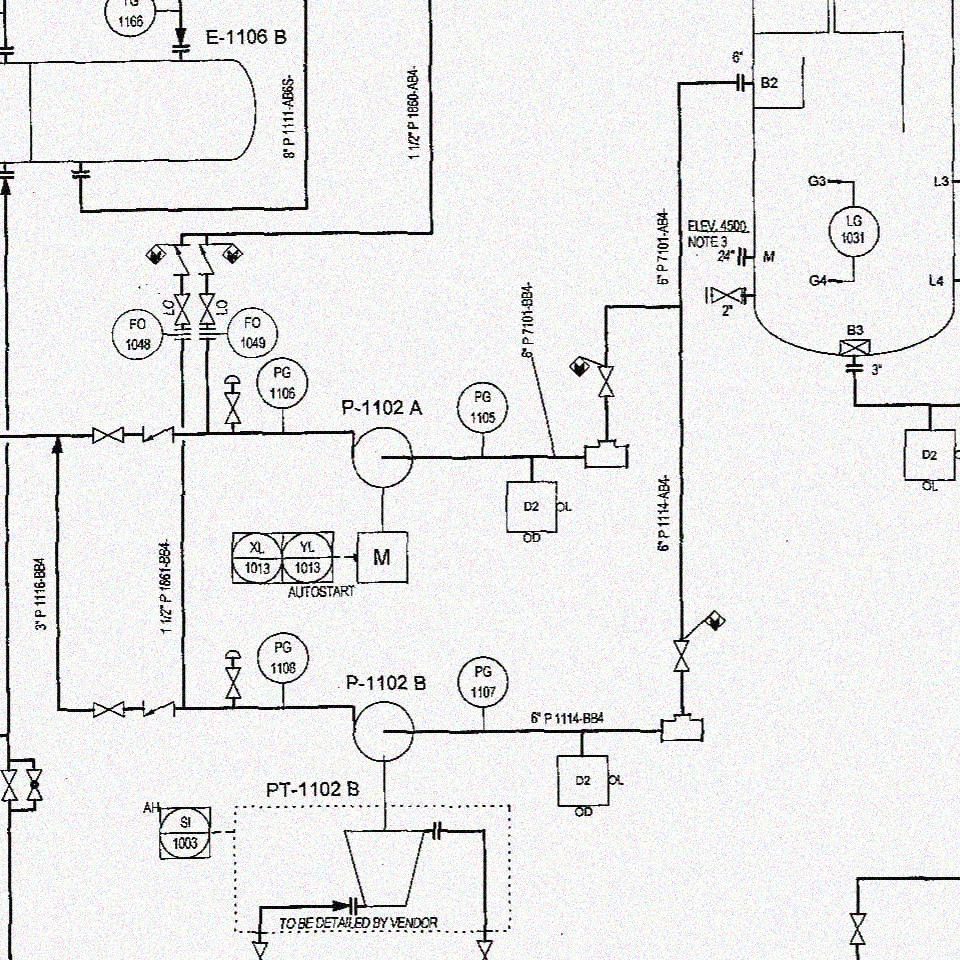 TG
1166
E-1106 B
8" P 1111-AB6S-
1 1/2" P 1860-AB4-
6"
B2
G3
LG
1031
G4
L3
L4
6" P 7101-AB4-
ELEV. 4500
NOTE 3
24"
M
2"
B3
3"
D2
OL
LO
LO
FO
1048
FO
1049
PG
1106
P-1102 A
PG
1105
6" P 7101-BB4-
D2
OL
OD
6" P 1114-AB4-
XL
1013
YL
1013
M
AUTOSTART
3" P 1116-BB4
1 1/2" P 1861-BB4-
PG
1108
P-1102 B
PG
1107
6" P 1114-BB4
D2
OL
OD
PT-1102 B
AH
SI
1003
TO BE DETAILED BY VENDOR